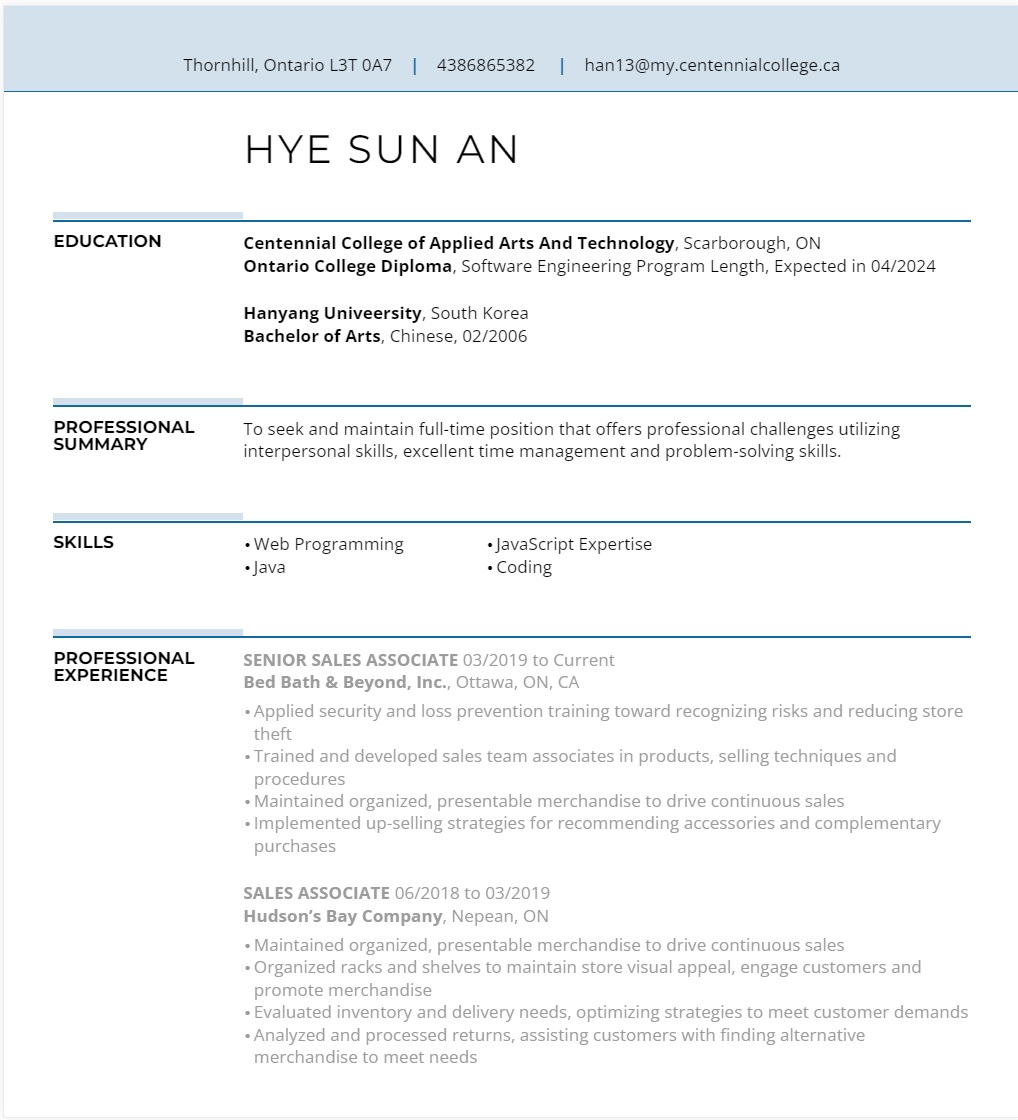 Thornhill, Ontario L3T 0A7 | 4386865382 | han13@my.centennialcollege.ca
HYE SUN AN
EDUCATION
Centennial College of Applied Arts And Technology, Scarborough, ON
Ontario College Diploma, Software Engineering Program Length, Expected in 04/2024
Hanyang Univeersity, South Korea
Bachelor of Arts, Chinese, 02/2006
PROFESSIONAL
SUMMARY
To seek and maintain full-time position that offers professional challenges utilizing
interpersonal skills, excellent time management and problem-solving skills.
SKILLS
• Web Programming
• Java
• JavaScript Expertise
• Coding
PROFESSIONAL
EXPERIENCE
SENIOR SALES ASSOCIATE 03/2019 to Current
Bed Bath & Beyond, Inc., Ottawa, ON, CA
• Applied security and loss prevention training toward recognizing risks and reducing store
theft
• Trained and developed sales team associates in products, selling techniques and
procedures
• Maintained organized, presentable merchandise to drive continuous sales
• Implemented up-selling strategies for recommending accessories and complementary
purchases
SALES ASSOCIATE 06/2018 to 03/2019
Hudson’s Bay Company, Nepean, ON
• Maintained organized, presentable merchandise to drive continuous sales
• Organized racks and shelves to maintain store visual appeal, engage customers and
promote merchandise
• Evaluated inventory and delivery needs, optimizing strategies to meet customer demands
• Analyzed and processed returns, assisting customers with finding alternative
merchandise to meet needs